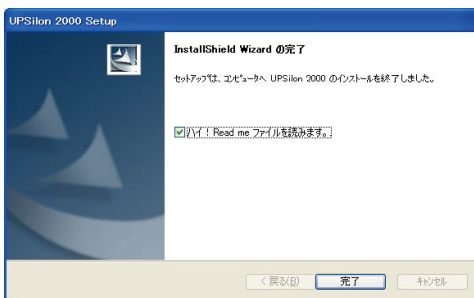 UPSilon 2000 Setup
InstallShield Wizard の完了
セットアップは、コンピュータへ UPSilon 2000 のインストールを終了しました。
ハイ！Read me ファイルを読みます。
< 戻る(B)
完了
キャンセル